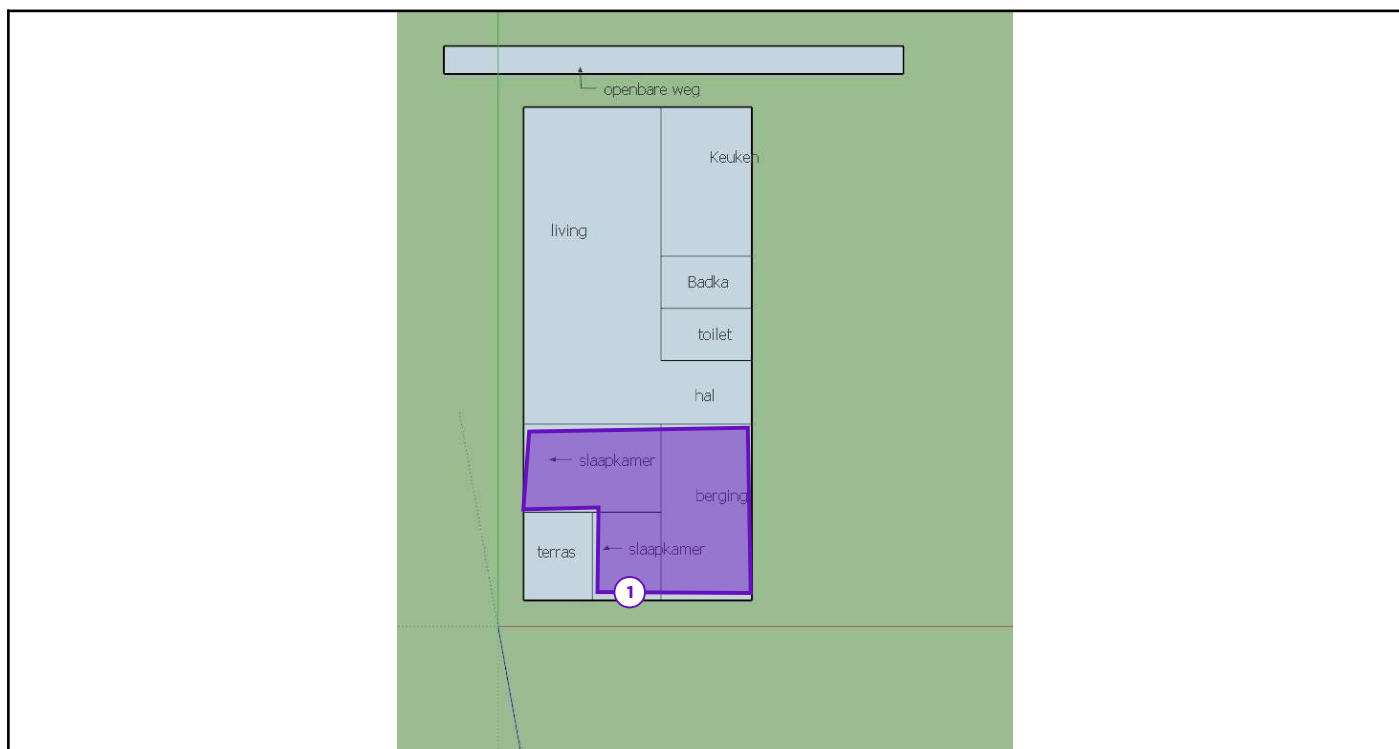 openbare weg
Keuken
living
Badka
toilet
hal
slaapkamer
berging
terras
slaapkamer
1